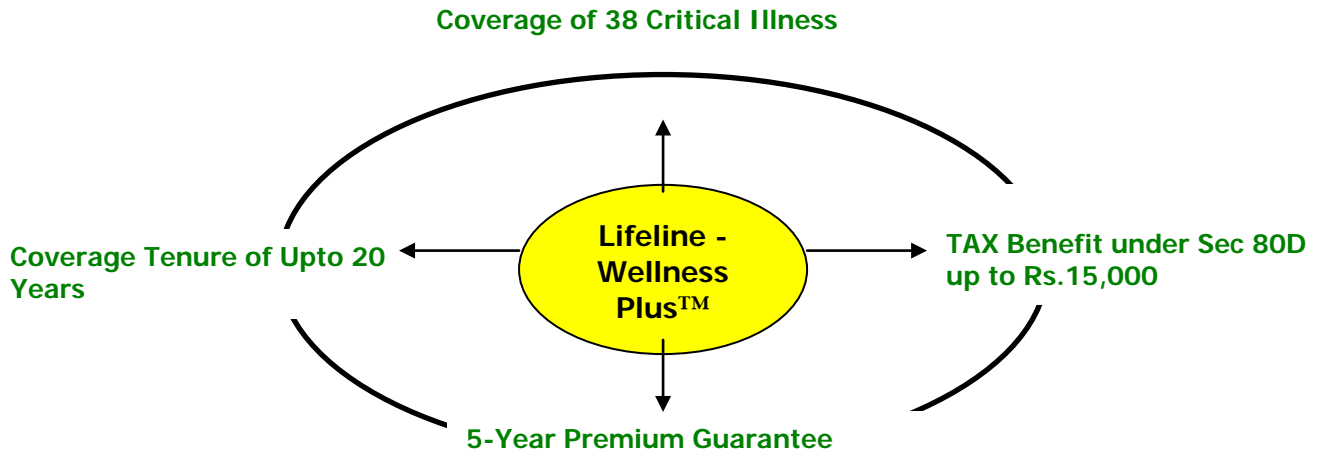 Coverage of 38 Critical Illness
Coverage Tenure of Upto 20
Years
Lifeline -
Wellness
Plus™
TAX Benefit under Sec 80D
up to Rs.15,000
5-Year Premium Guarantee